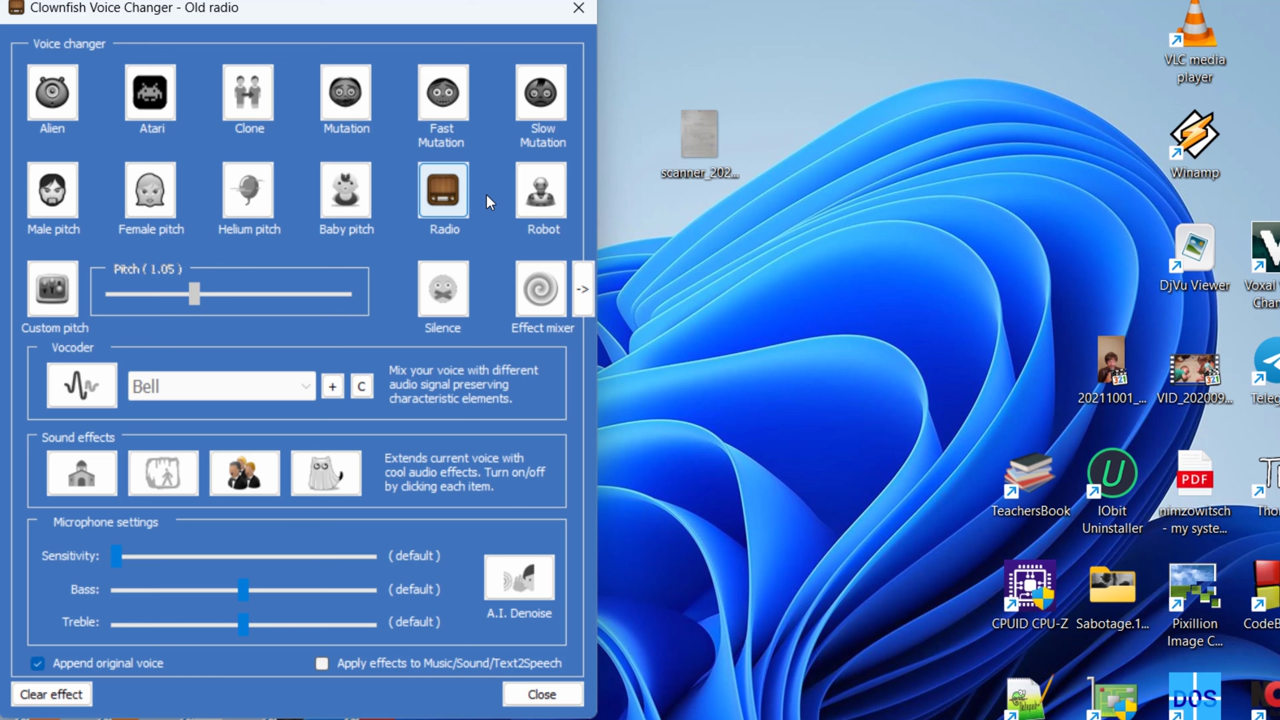 Clownfish Voice Changer - Old radio
Voice changer
Alien
Atari
Clone
Mutation
Fast
Mutation
Slow
Mutation
Male pitch
Female pitch
Helium pitch
Baby pitch
Radio
Robot
Custom pitch
Pitch ( 1.05 )
Silence
Effect mixer
->
Vocoder
Bell
+
C
Mix your voice with different
audio signal preserving
characteristic elements.
Sound effects
Extends current voice with
cool audio effects. Turn on/off
by clicking each item.
Microphone settings
Sensitivity:
( default )
Bass:
( default )
Treble:
( default )
A.I. Denoise
Append original voice
Apply effects to Music/Sound/Text2Speech
Clear effect
Close
scanner_202...
VLC media
player
Winamp
DjVu Viewer
Voxal
20211001_...
321
VID_202009...
321
TeachersBook
IObit
Uninstaller
PDF
nimzowitsch
- my syste...
CPUID CPU-Z
Sabotage.1...
Pixillion
Image C...
DOS